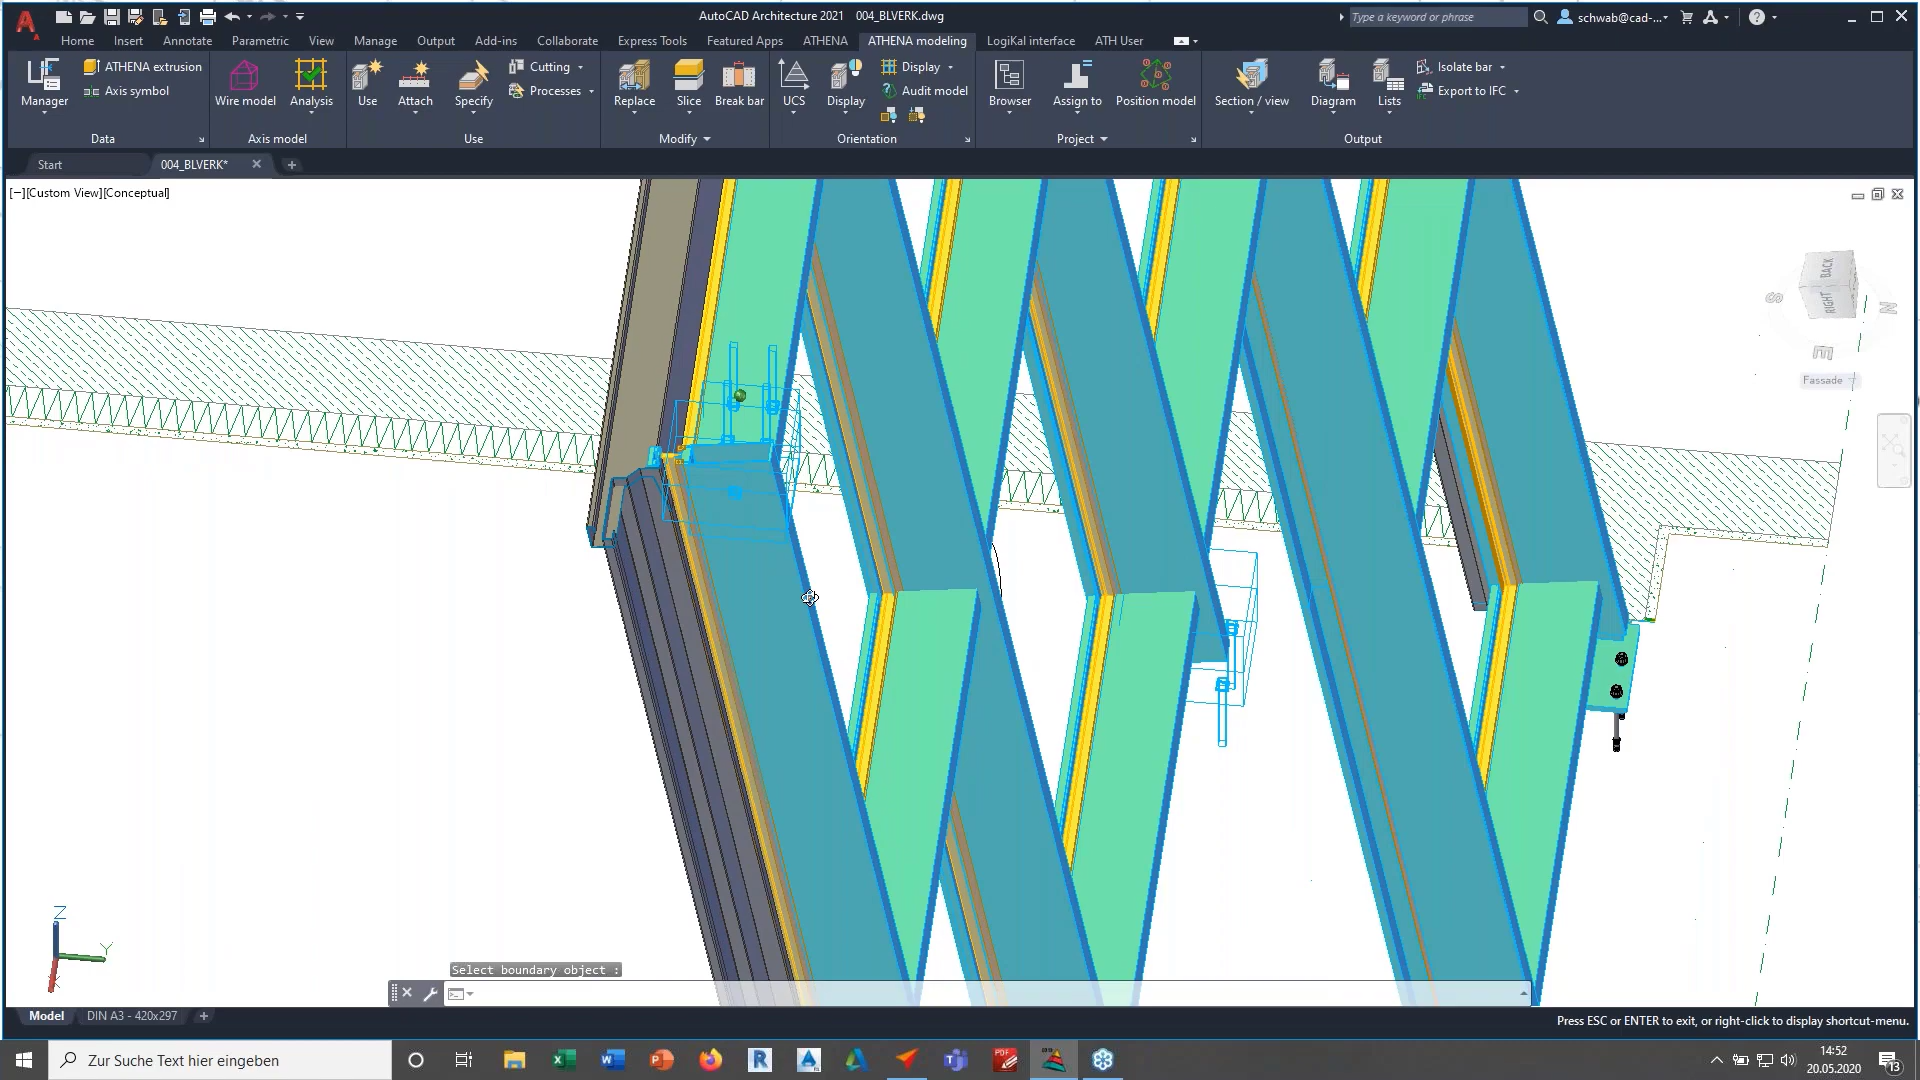 AutoCAD Architecture 2021 004_BLVERK.dwg
Type a keyword or phrase
schwab@cad-...
Home Insert Annotate Parametric View Manage Output Add-ins Collaborate Express Tools Featured Apps ATHENA ATHENA modeling LogiKal interface ATH User
ATHENA extrusion
Axis symbol
Manager
Wire model Analysis
Use Attach Specify
Cutting
Processes
Replace Slice Break bar
UCS Display
Display
Audit model
Browser Assign to Position model
Section / view Diagram Lists
Isolate bar
Export to IFC
Data Axis model Use Modify Orientation Project Output
Start 004_BLVERK*
[−][Custom View][Conceptual]
BACK
RIGHT
S
N
E
Fassade
Z
Y
X
Select boundary object :
Model DIN A3 - 420x297
Press ESC or ENTER to exit, or right-click to display shortcut-menu.
Zur Suche Text hier eingeben
14:52
20.05.2020
13